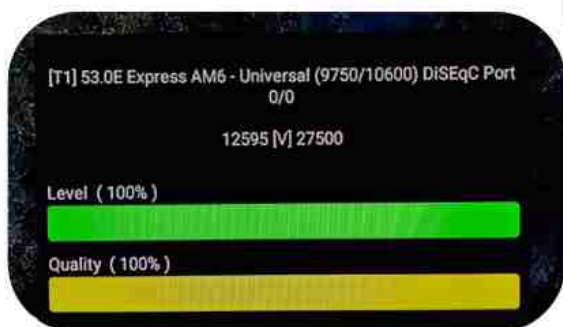 [T1] 53.0E Express AM6 - Universal (9750/10600) DiSEqC Port
0/0
12595 [V] 27500
Level ( 100% )
Quality ( 100% )